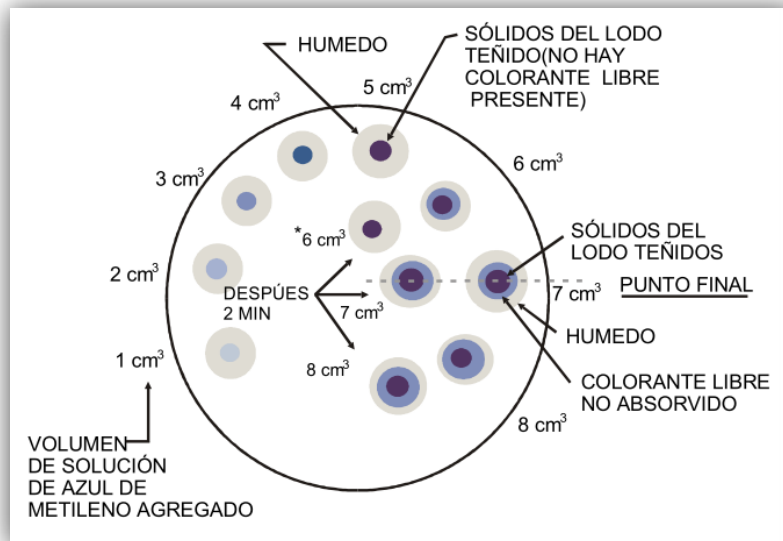 HUMEDO
SÓLIDOS DEL LODO
TEÑIDO(NO HAY
COLORANTE LIBRE
PRESENTE)
5 cm³
4 cm³
3 cm³
2 cm³
1 cm³
6 cm³
*6 cm³
DESPÚES
2 MIN
7 cm³
8 cm³
SÓLIDOS DEL
LODO TEÑIDOS
7 cm³
PUNTO FINAL
HUMEDO
COLORANTE LIBRE
NO ABSORVIDO
8 cm³
VOLUMEN
DE SOLUCIÓN
DE AZUL DE
METILENO AGREGADO